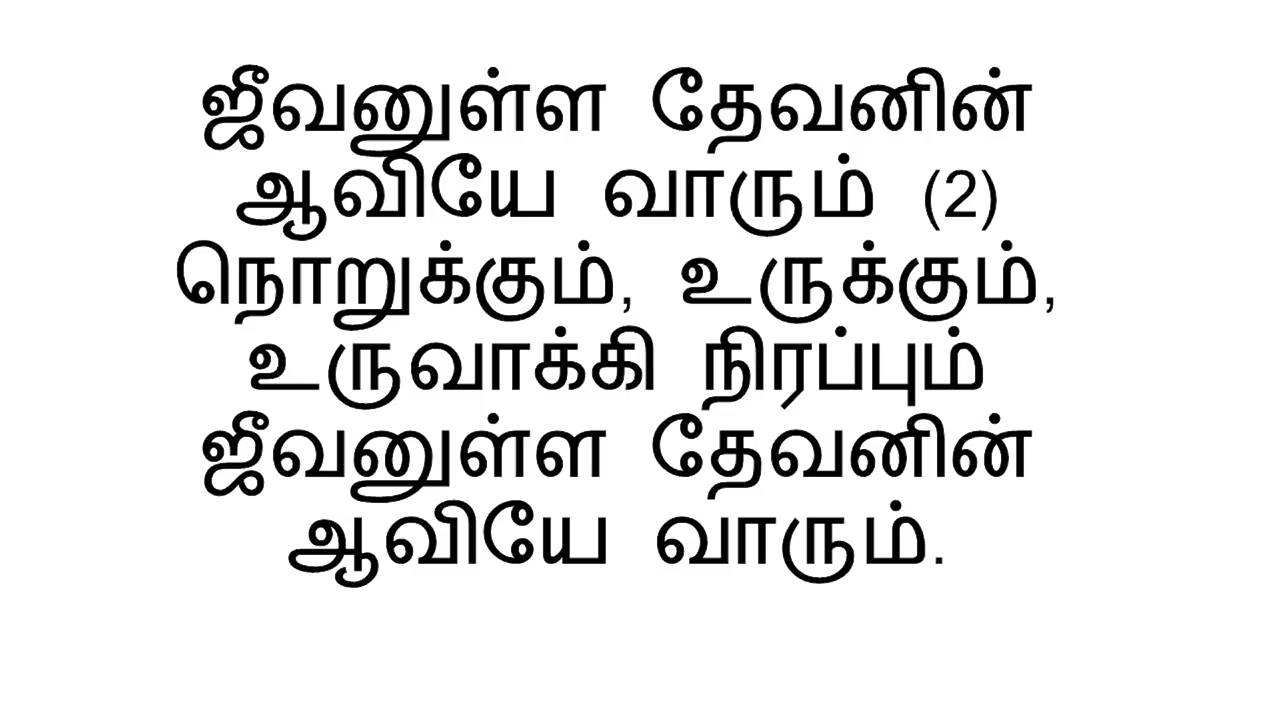 ஜீவனுள்ள தேவனின்
ஆவியே வாரும் (2)
நொறுக்கும், உருக்கும்,
உருவாக்கி நிரப்பும்
ஜீவனுள்ள தேவனின்
ஆவியே வாரும்.